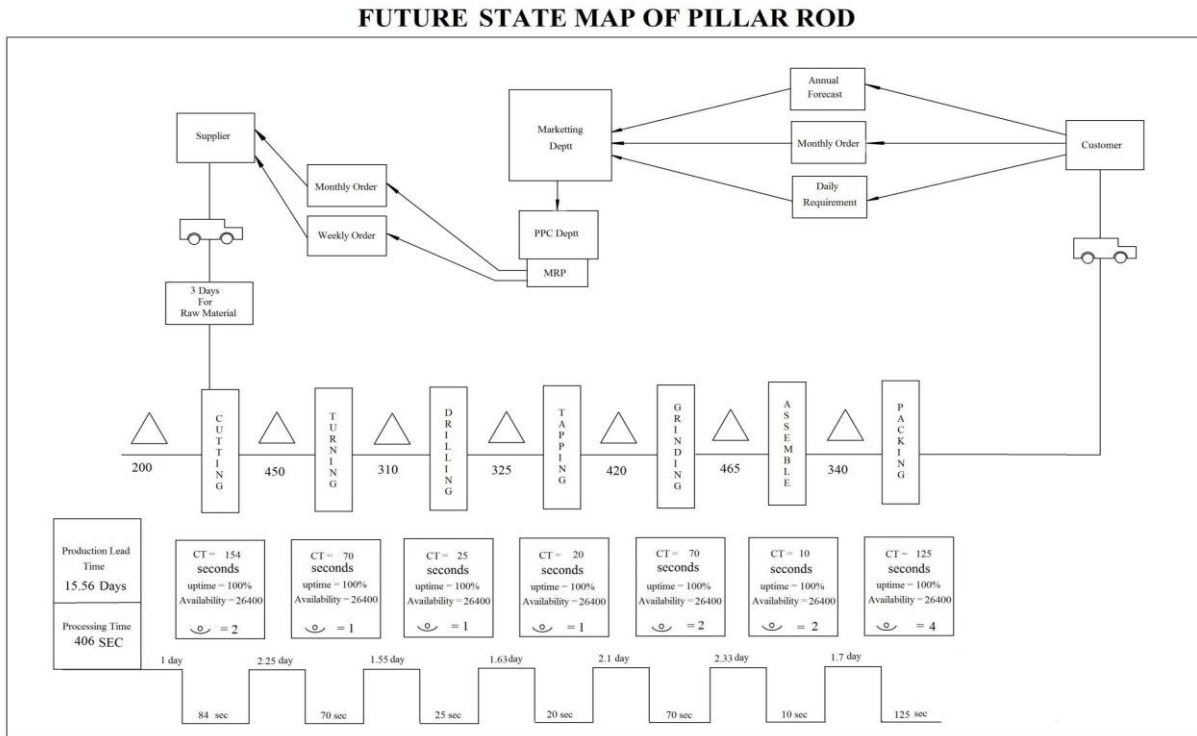 FUTURE STATE MAP OF PILLAR ROD
Supplier
Monthly Order
Weekly Order
3 Days
For
Raw Material
Marketting
Deptt
PPC Deptt
MRP
Annual
Forecast
Monthly Order
Daily
Requirement
Customer
CUTTING
TURNING
DRILLING
TAPPING
GRINDING
ASSEMBLE
PACKING
200
450
310
325
420
465
340
Production Lead
Time
15.56 Days
Processing Time
406 SEC
CT = 154
seconds
uptime = 100%
Availability = 26400
= 2
CT = 70
seconds
uptime = 100%
Availability = 26400
= 1
CT = 25
seconds
uptime = 100%
Availability = 26400
= 1
CT = 20
seconds
uptime = 100%
Availability = 26400
= 1
CT = 70
seconds
uptime = 100%
Availability = 26400
= 2
CT = 10
seconds
uptime = 100%
Availability = 26400
= 2
CT = 125
seconds
uptime = 100%
Availability = 26400
= 4
1 day
2.25 day
1.55 day
1.63day
2.1 day
2.33 day
1.7 day
84 sec
70 sec
25 sec
20 sec
70 sec
10 sec
125 sec